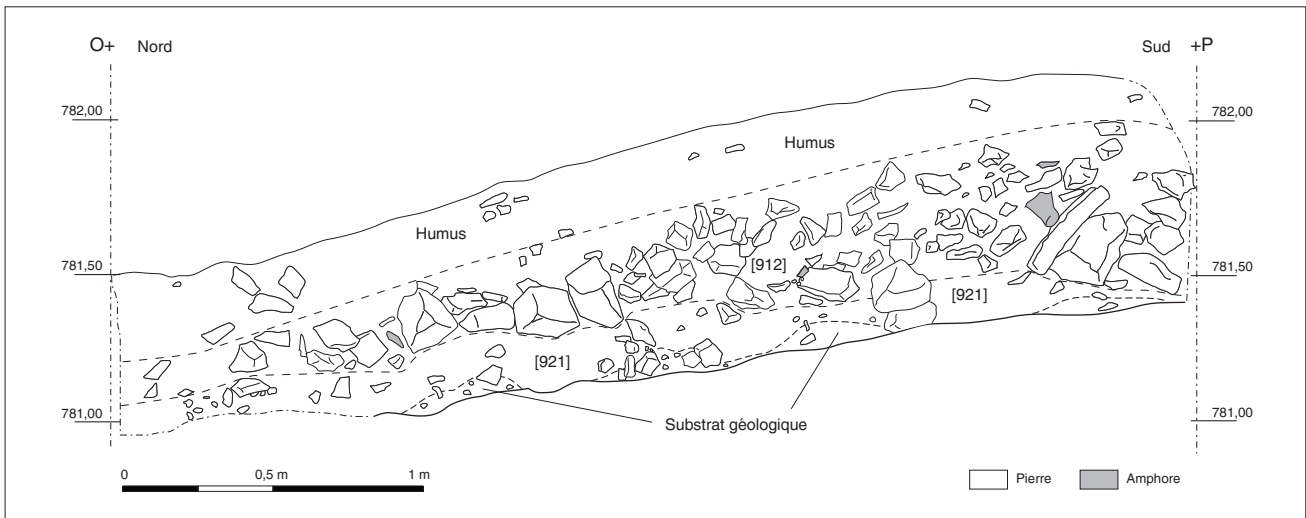 O+ Nord Sud +P
782,00 782,00
Humus
Humus
[912]
781,50 781,50
[921]
[921]
781,00 781,00
Substrat géologique
0 0,5 m 1 m
Pierre Amphore